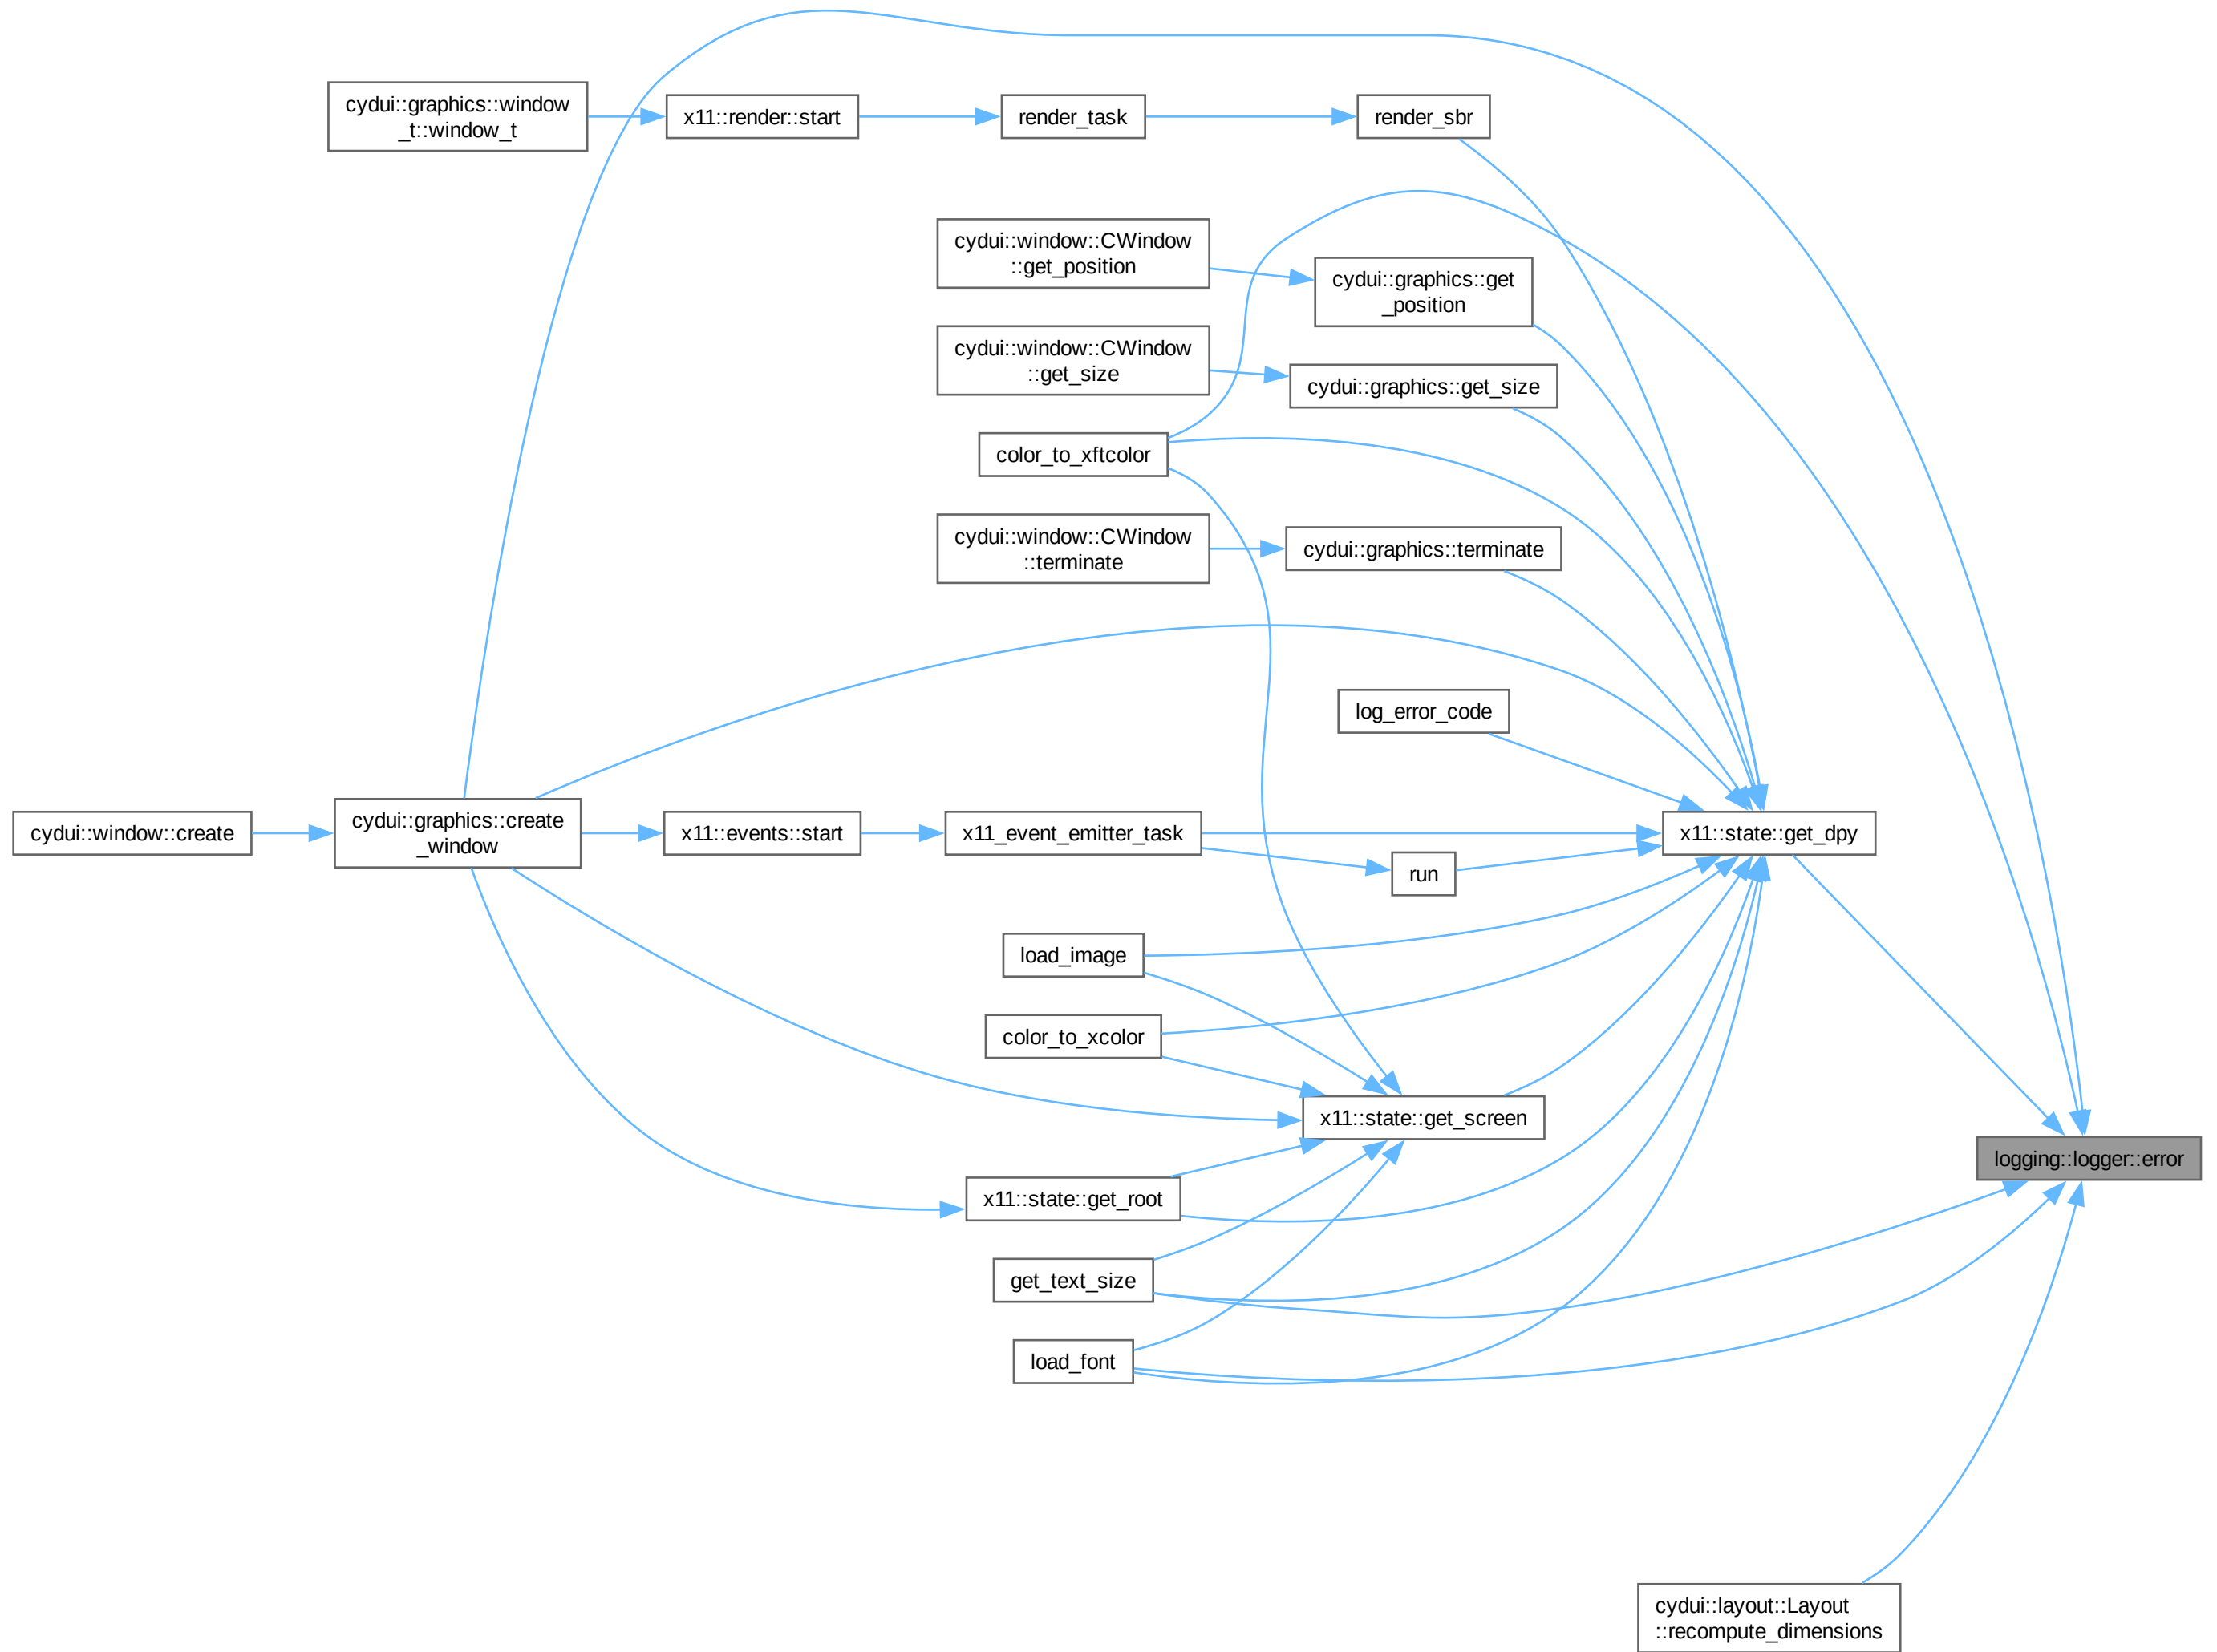 cydui::graphics::window
_t::window_t
x11::render::start
render_task
render_sbr
cydui::window::CWindow
::get_position
cydui::graphics::get
_position
cydui::window::CWindow
::get_size
cydui::graphics::get_size
color_to_xftcolor
cydui::window::CWindow
::terminate
cydui::graphics::terminate
log_error_code
cydui::window::create
cydui::graphics::create
_window
x11::events::start
x11_event_emitter_task
x11::state::get_dpy
run
load_image
color_to_xcolor
x11::state::get_screen
logging::logger::error
x11::state::get_root
get_text_size
load_font
cydui::layout::Layout
::recompute_dimensions